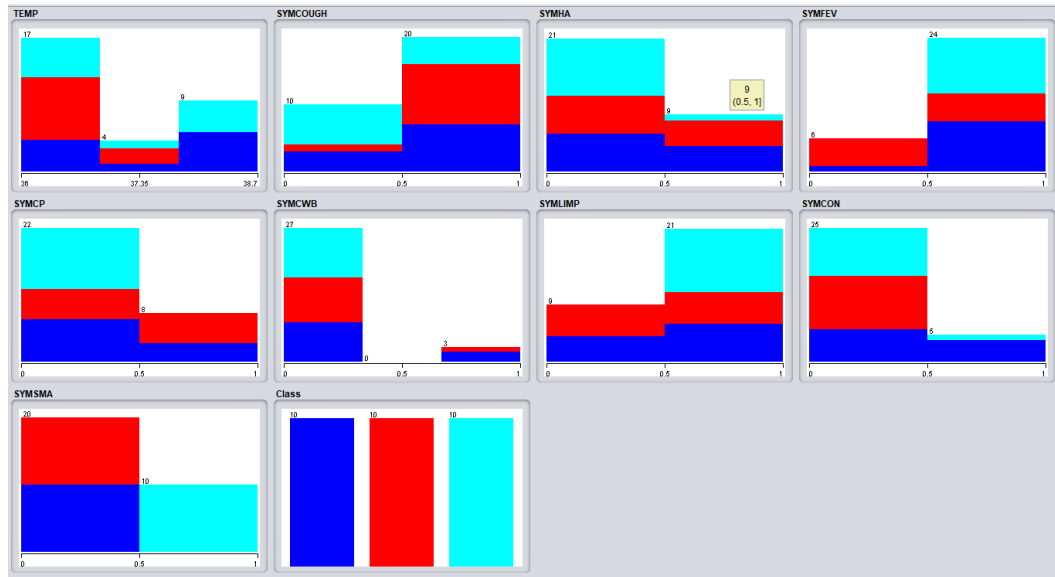 TEMP SYMCOUGH SYMHA SYMFEV
17 4 9
36 37.35 38.7
10 20
0 0.5 1
21 9
9
(0.5, 1]
0 0.5 1
6 24
0 0.5 1
SYMCP SYMCWB SYMLIMP SYMCON
22 8
0 0.5 1
27 0 3
0 0.5 1
9 21
0 0.5 1
25 5
0 0.5 1
SYMSMA Class
20 10
0 0.5 1
10 10 10